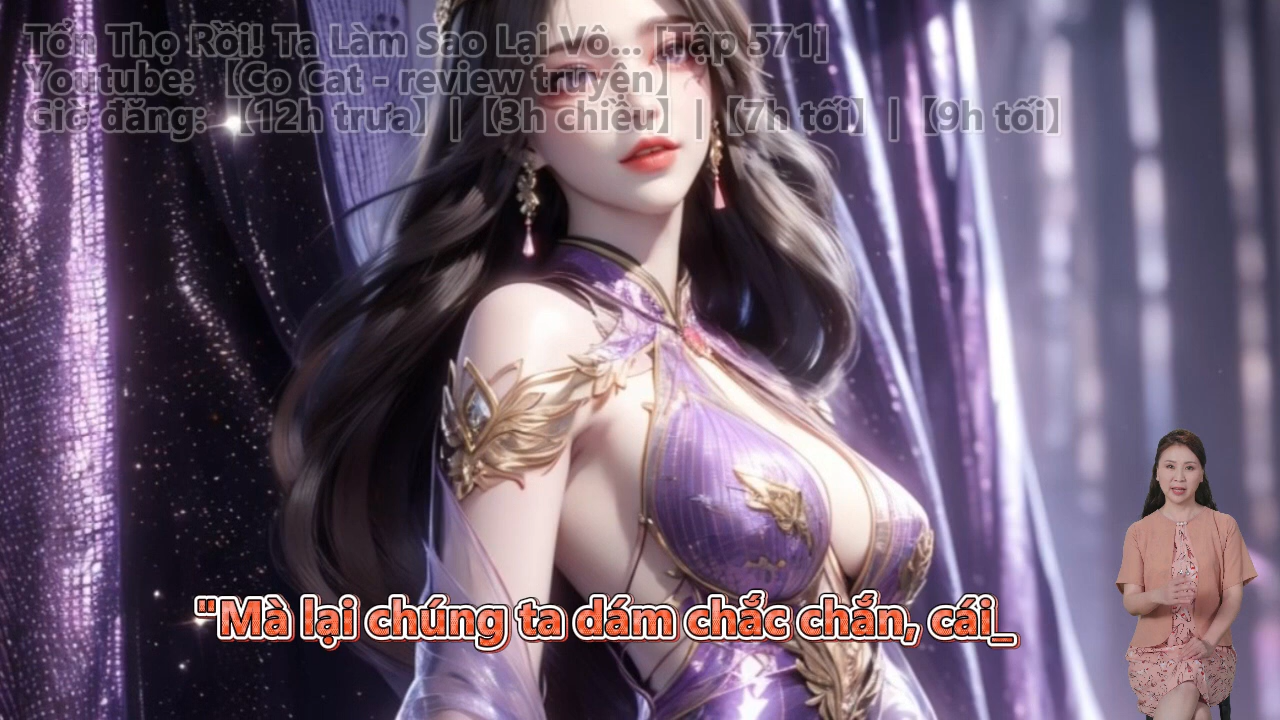 Tổn Thọ Rồi! Ta Làm Sao Lại Vô... [Tập 571]
Youtube: 【Co Cat - review truyện】
Giờ đăng: 【12h trưa】 | 【3h chiều】 | 【7h tối】 | 【9h tối】
"Mà lại chúng ta dám chắc chắn, cái_